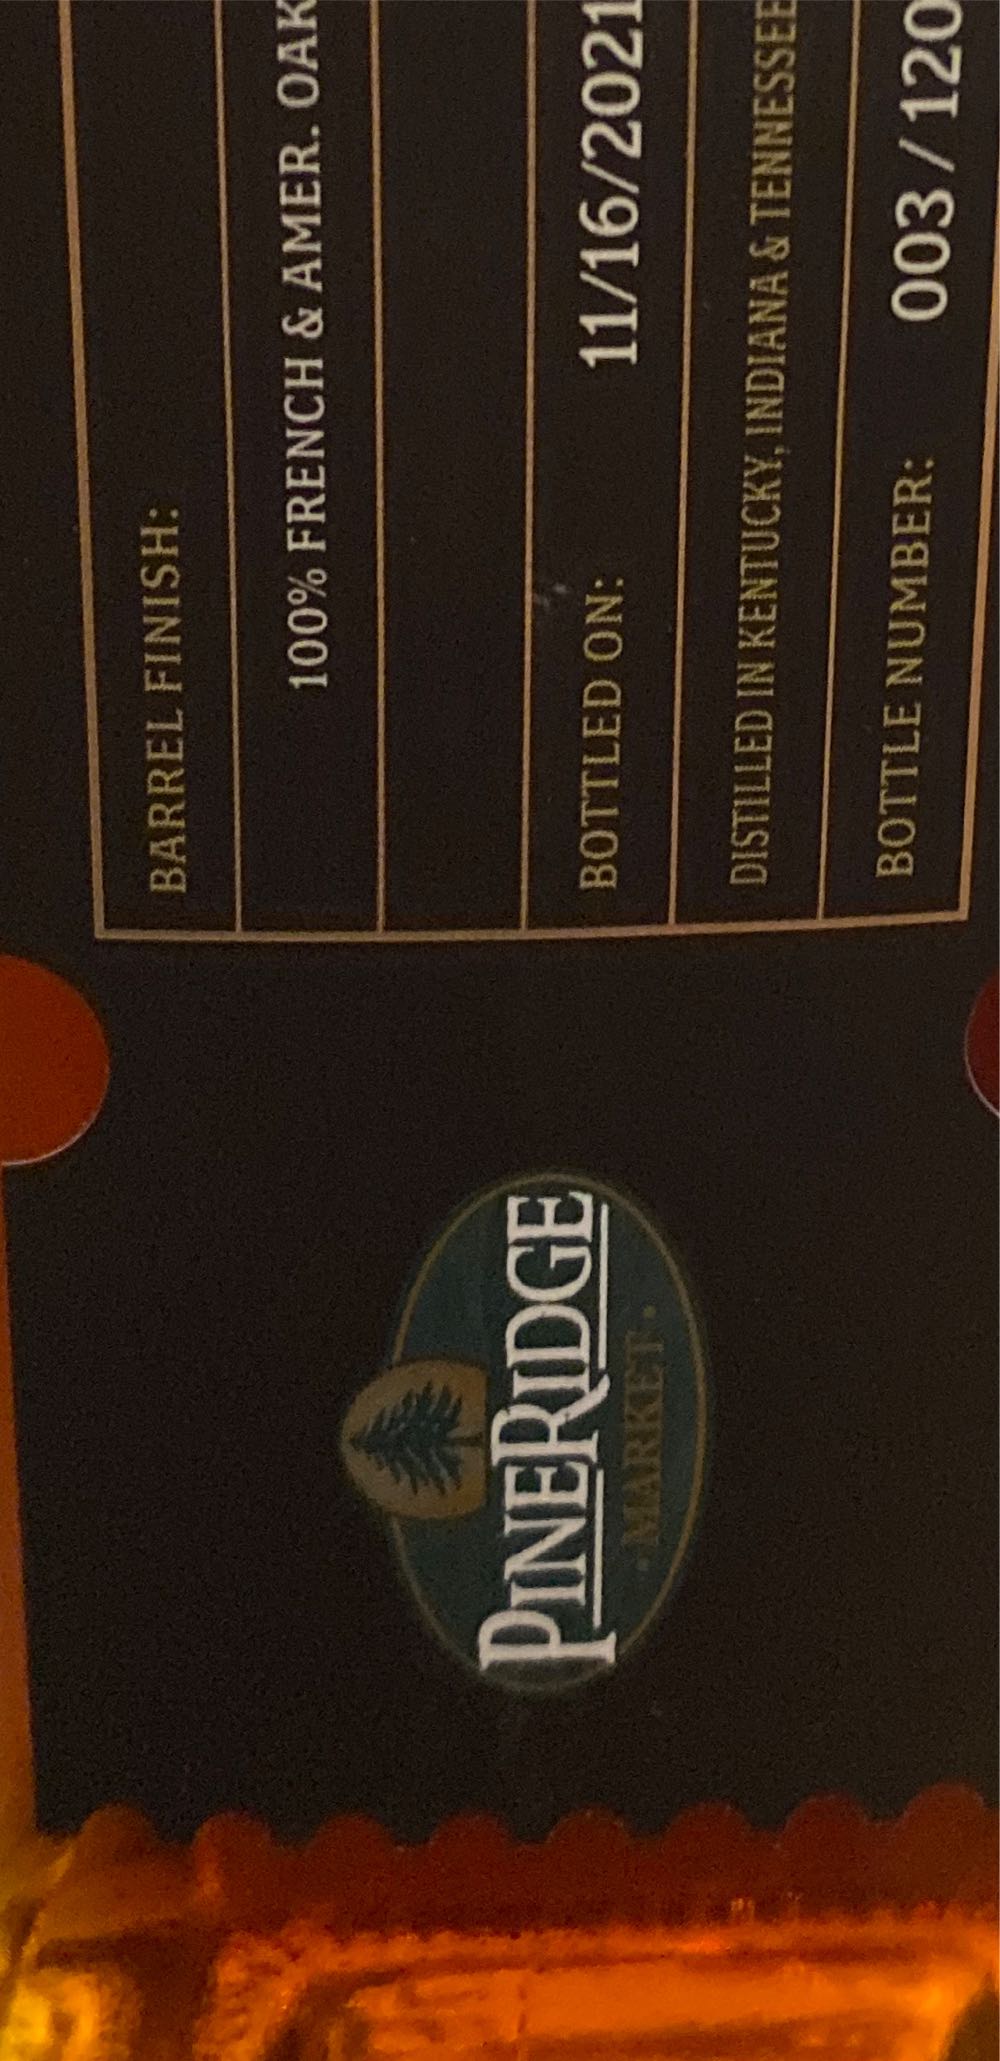 BARREL FINISH:
100% FRENCH & AMER. OAK
BOTTLED ON: 11/16/2021
DISTILLED IN KENTUCKY, INDIANA & TENNESSEE
BOTTLE NUMBER: 003 / 120
PINERIDGE
· MARKET ·